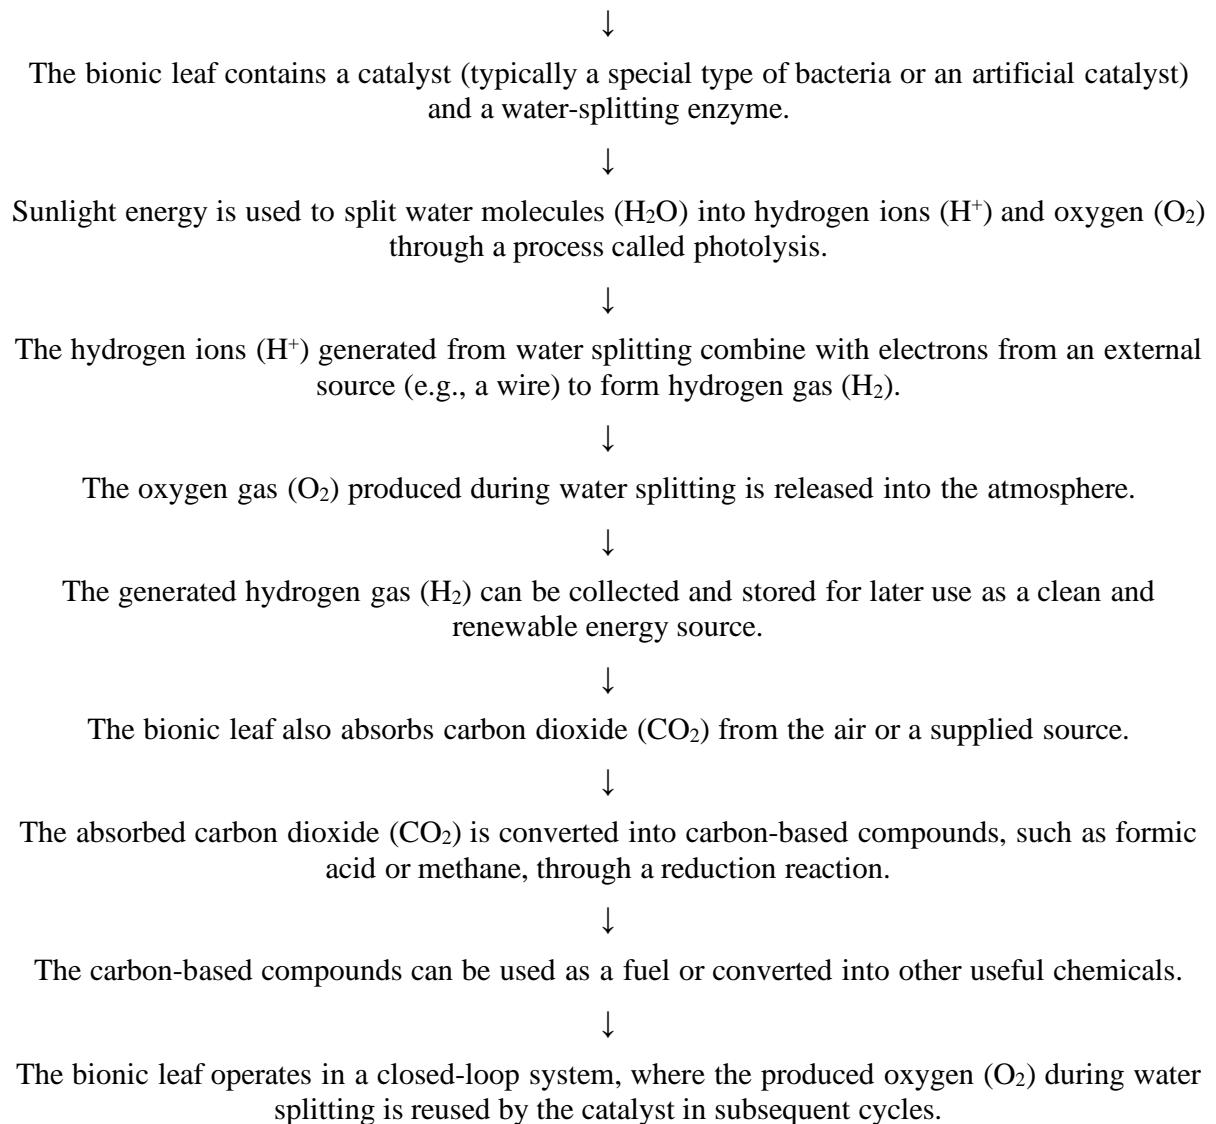 ↓
The bionic leaf contains a catalyst (typically a special type of bacteria or an artificial catalyst)
and a water-splitting enzyme.
↓
Sunlight energy is used to split water molecules (H₂O) into hydrogen ions (H⁺) and oxygen (O₂)
through a process called photolysis.
↓
The hydrogen ions (H⁺) generated from water splitting combine with electrons from an external
source (e.g., a wire) to form hydrogen gas (H₂).
↓
The oxygen gas (O₂) produced during water splitting is released into the atmosphere.
↓
The generated hydrogen gas (H₂) can be collected and stored for later use as a clean and
renewable energy source.
↓
The bionic leaf also absorbs carbon dioxide (CO₂) from the air or a supplied source.
↓
The absorbed carbon dioxide (CO₂) is converted into carbon-based compounds, such as formic
acid or methane, through a reduction reaction.
↓
The carbon-based compounds can be used as a fuel or converted into other useful chemicals.
↓
The bionic leaf operates in a closed-loop system, where the produced oxygen (O₂) during water
splitting is reused by the catalyst in subsequent cycles.